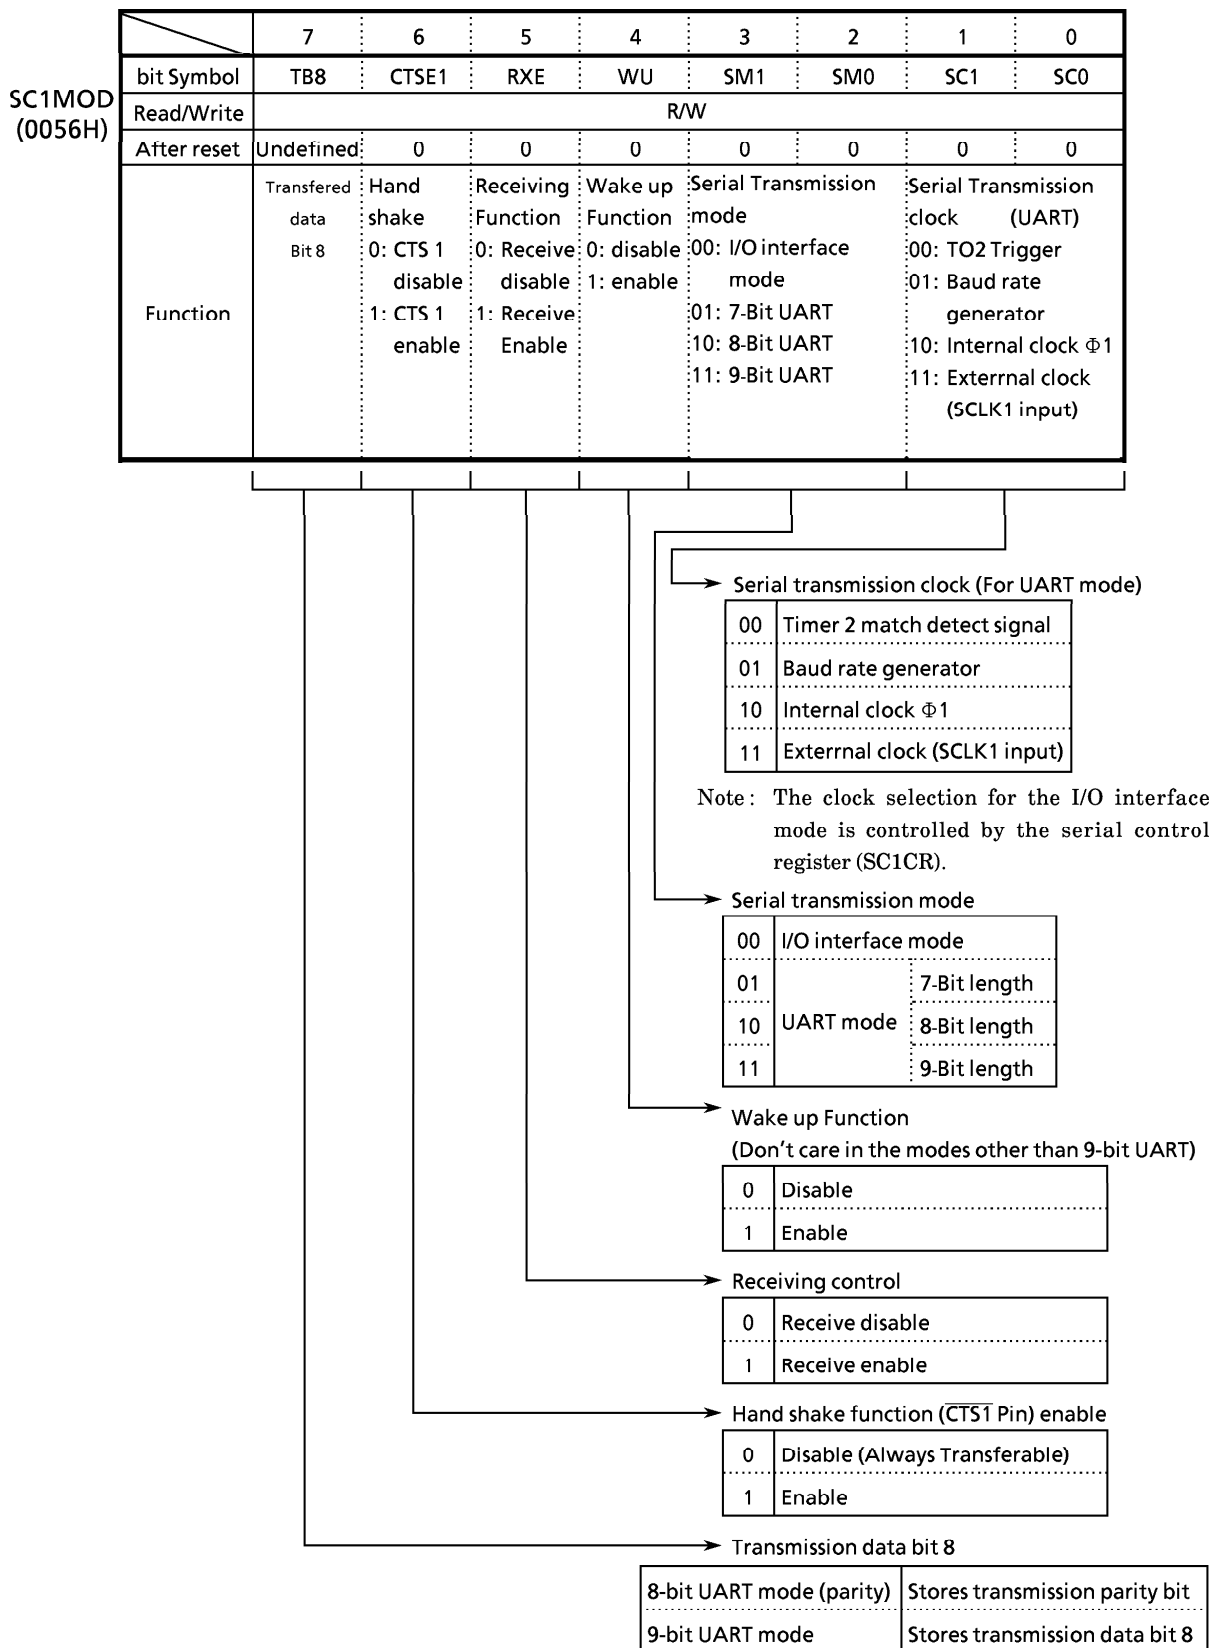 7 6 5 4 3 2 1 0
bit Symbol TB8 CTSE1 RXE WU SM1 SM0 SC1 SC0
SC1MOD
(0056H)
Read/Write R/W
After reset Undefined 0 0 0 0 0 0 0
Function
Transfered
data
Bit 8
Hand
shake
0: CTS 1
disable
1: CTS 1
enable
Receiving
Function
0: Receive
disable
1: Receive
Enable
Wake up
Function
0: disable
1: enable
Serial Transmission
mode
00: I/O interface
mode
01: 7-Bit UART
10: 8-Bit UART
11: 9-Bit UART
Serial Transmission
clock (UART)
00: TO2 Trigger
01: Baud rate
generator
10: Internal clock Φ1
11: Exterrnal clock
(SCLK1 input)
Serial transmission clock (For UART mode)
00 Timer 2 match detect signal
01 Baud rate generator
10 Internal clock Φ1
11 Exterrnal clock (SCLK1 input)
Note : The clock selection for the I/O interface
mode is controlled by the serial control
register (SC1CR).
Serial transmission mode
00 I/O interface mode
01 7-Bit length
10 UART mode 8-Bit length
11 9-Bit length
Wake up Function
(Don't care in the modes other than 9-bit UART)
0 Disable
1 Enable
Receiving control
0 Receive disable
1 Receive enable
Hand shake function (C̅T̅S̅1̅ Pin) enable
0 Disable (Always Transferable)
1 Enable
Transmission data bit 8
8-bit UART mode (parity) Stores transmission parity bit
9-bit UART mode Stores transmission data bit 8